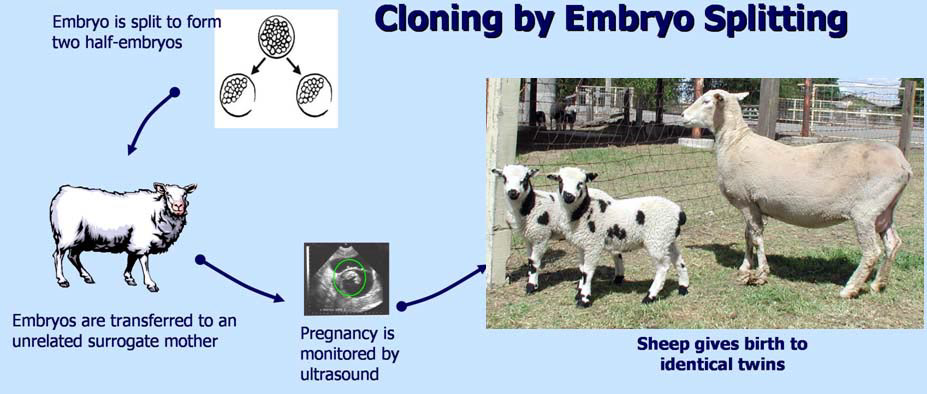 Cloning by Embryo Splitting
Embryo is split to form
two half-embryos
Embryos are transferred to an
unrelated surrogate mother
Pregnancy is
monitored by
ultrasound
Sheep gives birth to
identical twins